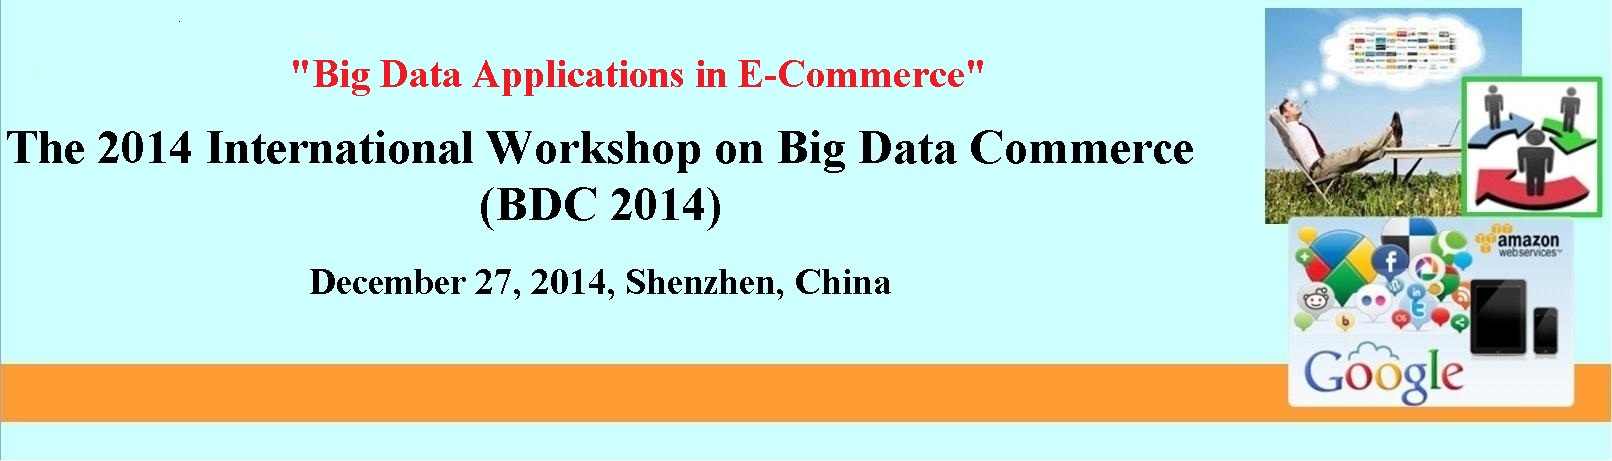 "Big Data Applications in E-Commerce"
The 2014 International Workshop on Big Data Commerce
(BDC 2014)
December 27, 2014, Shenzhen, China
amazon
webservices™
Google